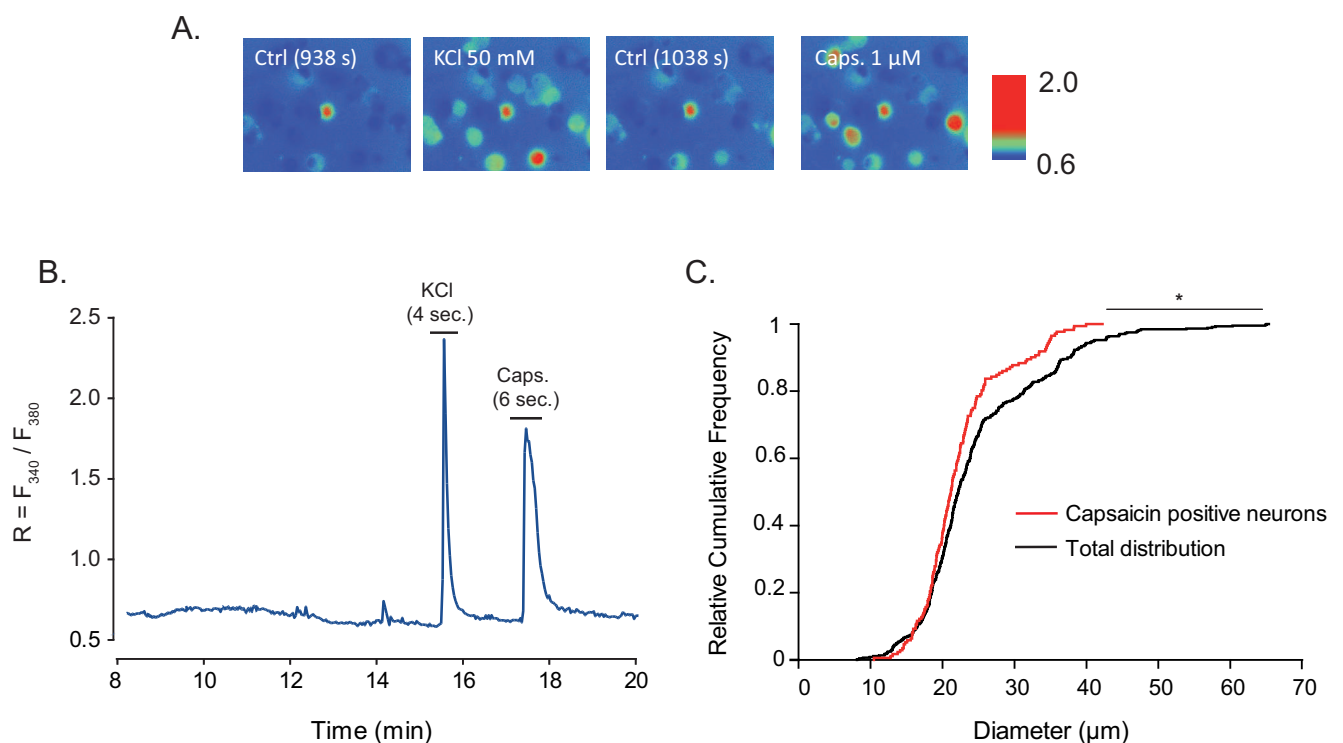 A.
Ctrl (938 s)
KCl 50 mM
Ctrl (1038 s)
Caps. 1 µM
2.0
0.6
B.
KCl
(4 sec.)
Caps.
(6 sec.)
2.5
2.0
1.5
1.0
0.5
R = F340 / F380
8
10
12
14
16
18
20
Time (min)
C.
*
1
0.8
0.6
0.4
0.2
0
Relative Cumulative Frequency
Capsaicin positive neurons
Total distribution
0
10
20
30
40
50
60
70
Diameter (µm)